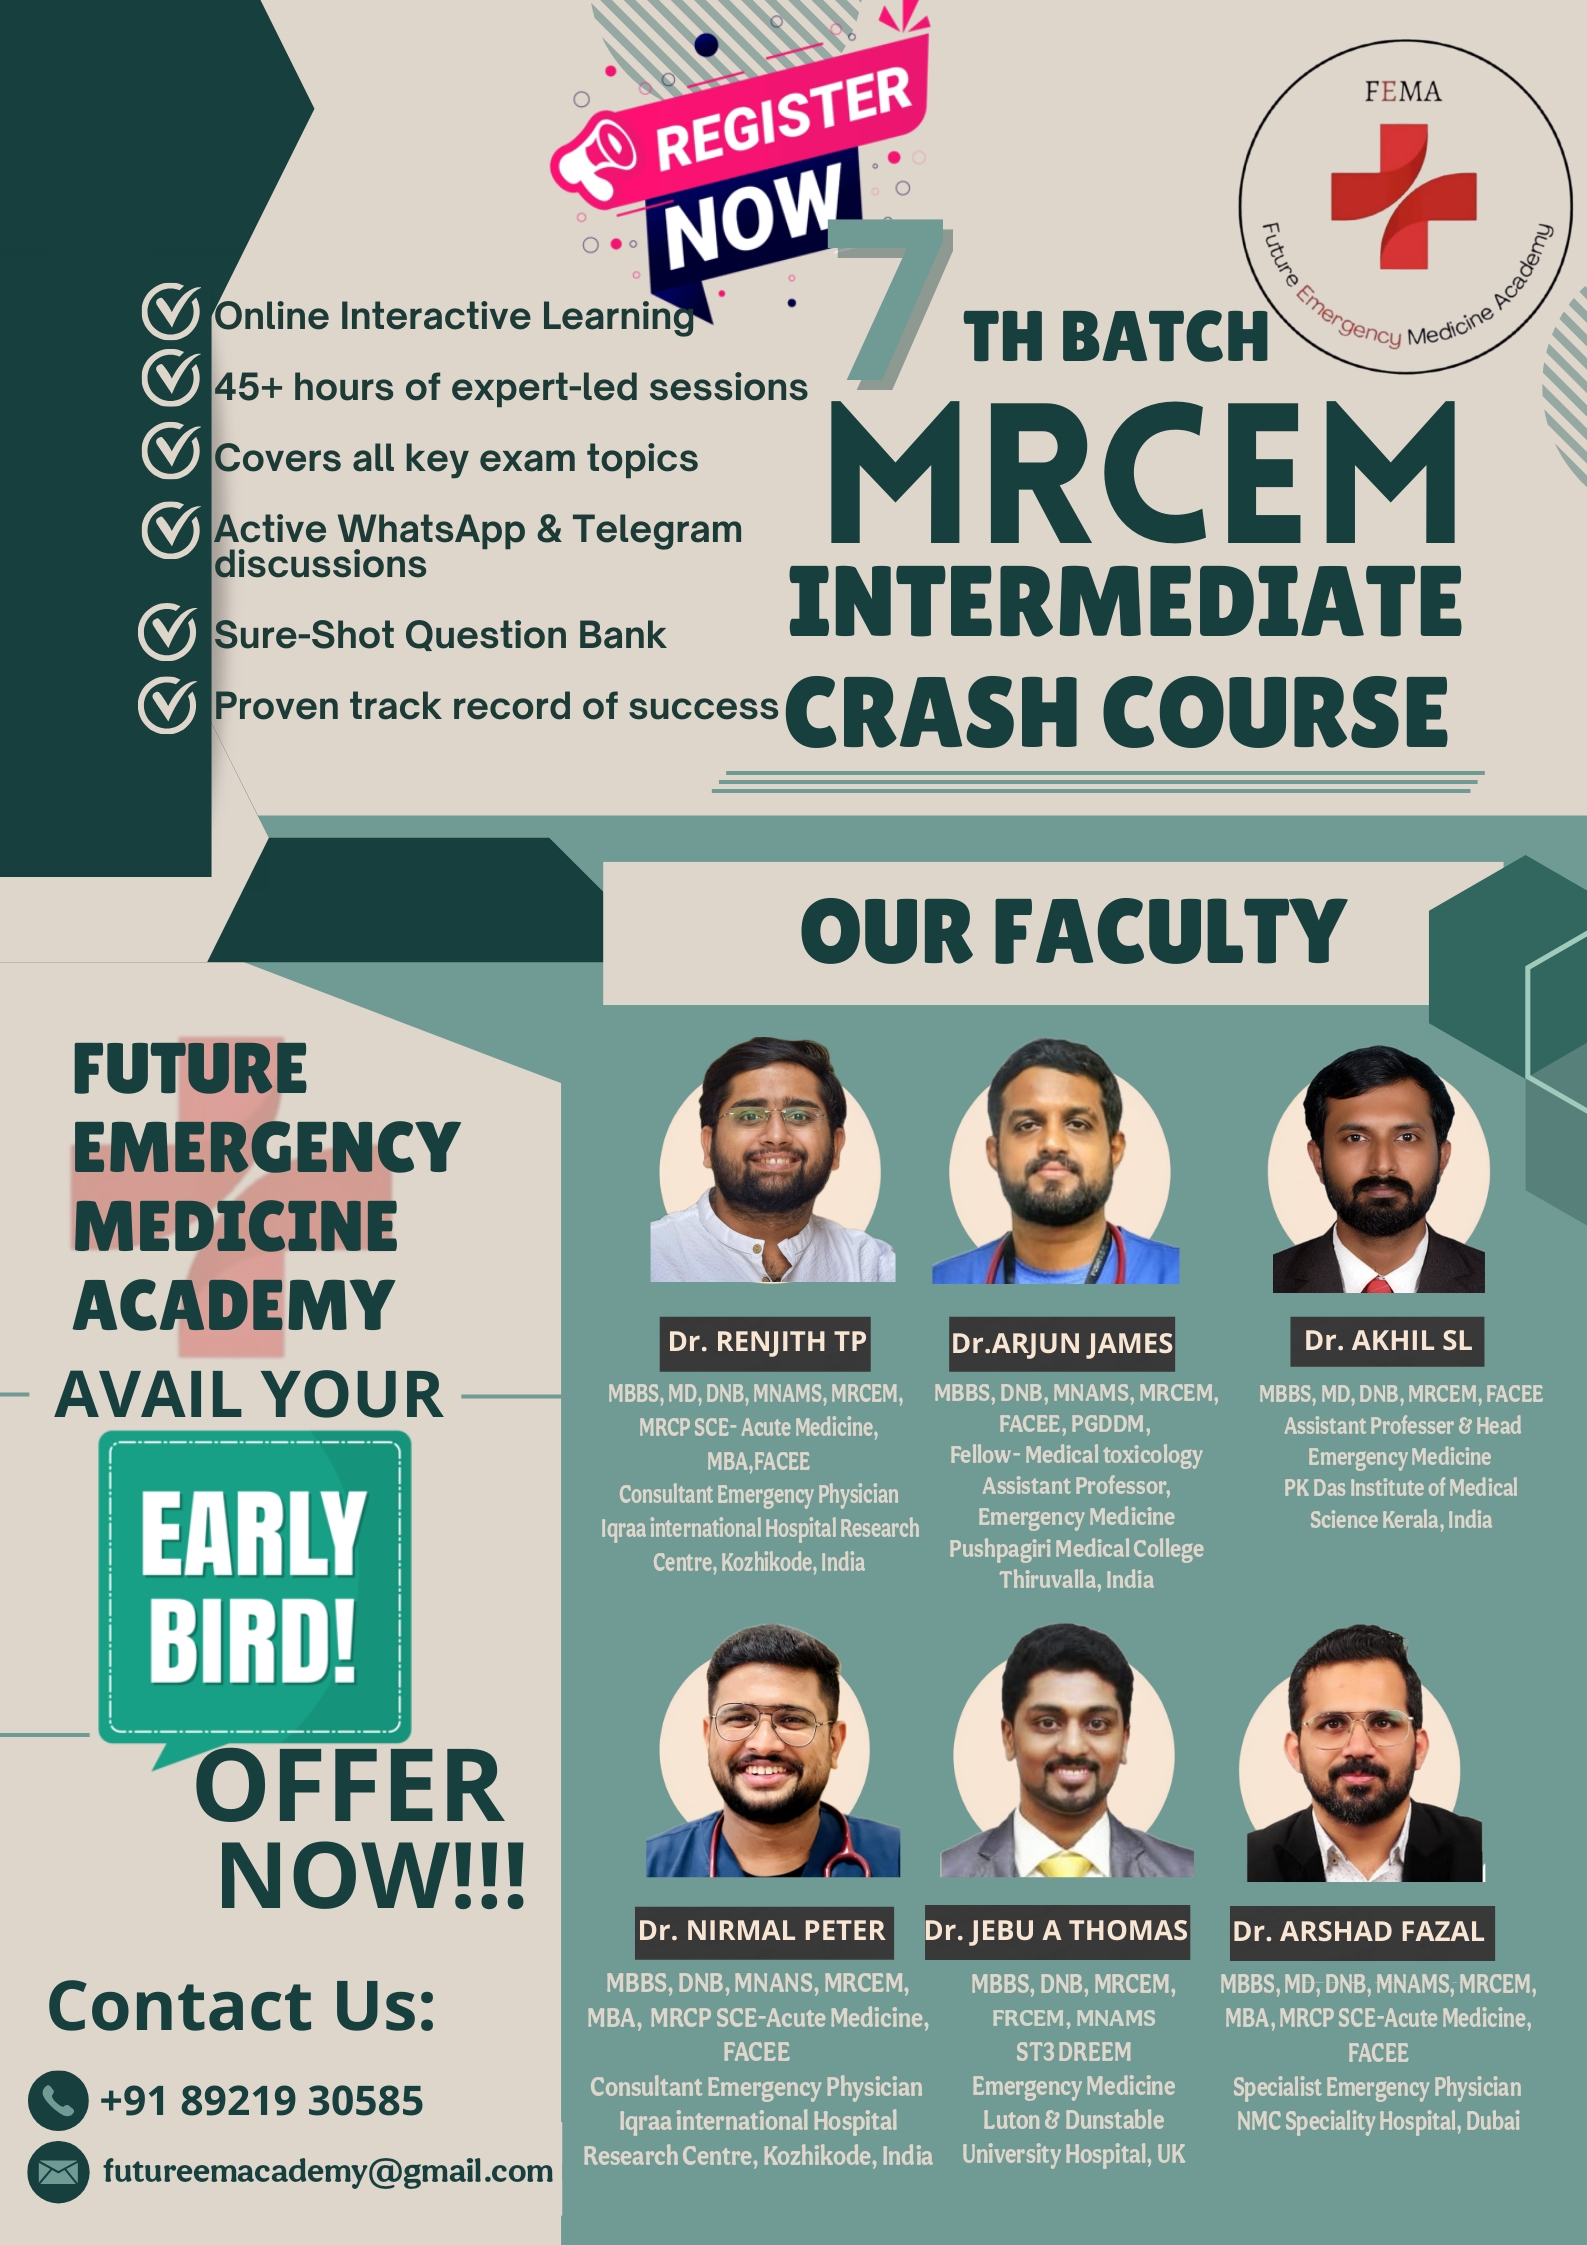 REGISTER
NOW
FEMA
Future Emergency Medicine Academy
Online Interactive Learning
45+ hours of expert-led sessions
Covers all key exam topics
Active WhatsApp & Telegram
discussions
Sure-Shot Question Bank
Proven track record of success
7
TH BATCH
MRCEM
INTERMEDIATE
CRASH COURSE
OUR FACULTY
FUTURE
EMERGENCY
MEDICINE
ACADEMY
AVAIL YOUR
EARLY
BIRD!
OFFER
NOW!!!
Contact Us:
+91 89219 30585
futureemacademy@gmail.com
Dr. RENJITH TP
MBBS, MD, DNB, MNAMS, MRCEM,
MRCP SCE- Acute Medicine,
MBA,FACEE
Consultant Emergency Physician
Iqraa international Hospital Research
Centre, Kozhikode, India
Dr.ARJUN JAMES
MBBS, DNB, MNAMS, MRCEM,
FACEE, PGDDM,
Fellow- Medical toxicology
Assistant Professor,
Emergency Medicine
Pushpagiri Medical College
Thiruvalla, India
Dr. AKHIL SL
MBBS, MD, DNB, MRCEM, FACEE
Assistant Professer & Head
Emergency Medicine
PK Das Institute of Medical
Science Kerala, India
Dr. NIRMAL PETER
MBBS, DNB, MNANS, MRCEM,
MBA, MRCP SCE-Acute Medicine,
FACEE
Consultant Emergency Physician
Iqraa international Hospital
Research Centre, Kozhikode, India
Dr. JEBU A THOMAS
MBBS, DNB, MRCEM,
FRCEM, MNAMS
ST3 DREEM
Emergency Medicine
Luton & Dunstable
University Hospital, UK
Dr. ARSHAD FAZAL
MBBS, MD, DNB, MNAMS, MRCEM,
MBA, MRCP SCE-Acute Medicine,
FACEE
Specialist Emergency Physician
NMC Speciality Hospital, Dubai